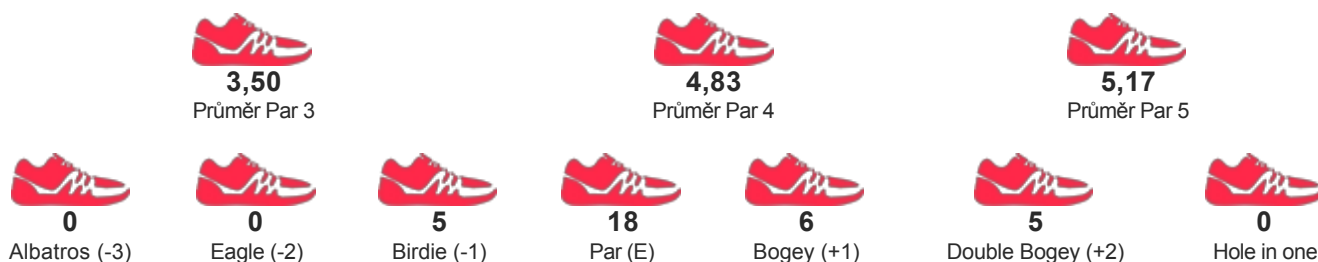 3,50 4,83 5,17
Průměr Par 3 Průměr Par 4 Průměr Par 5
0 0 5 18 6 5 0
Albatros (-3) Eagle (-2) Birdie (-1) Par (E) Bogey (+1) Double Bogey (+2) Hole in one